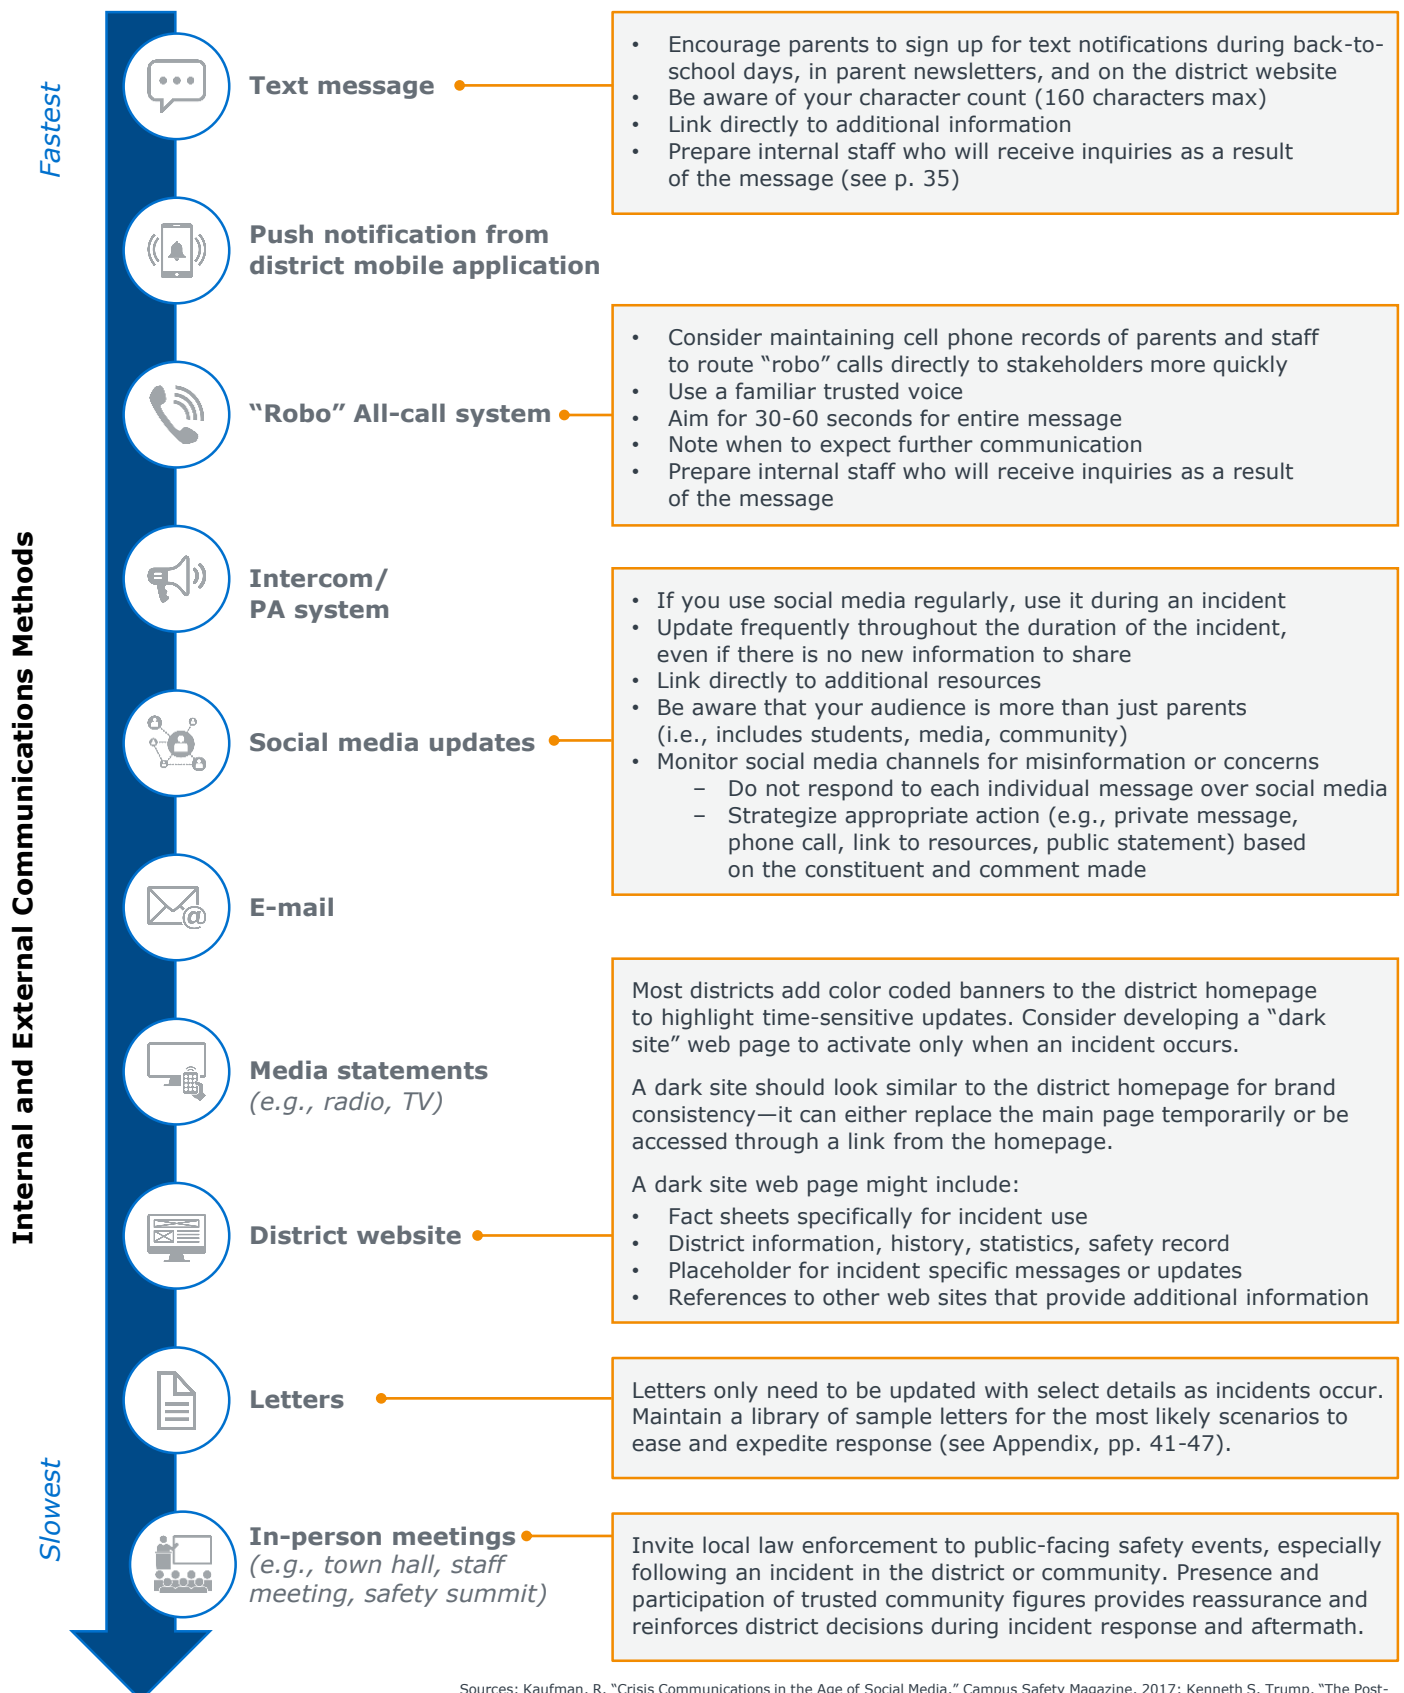 Fastest
Internal and External Communications Methods
Slowest
Text message
• Encourage parents to sign up for text notifications during back-to-
school days, in parent newsletters, and on the district website
• Be aware of your character count (160 characters max)
• Link directly to additional information
• Prepare internal staff who will receive inquiries as a result
of the message (see p. 35)
Push notification from
district mobile application
“Robo” All-call system
• Consider maintaining cell phone records of parents and staff
to route “robo” calls directly to stakeholders more quickly
• Use a familiar trusted voice
• Aim for 30-60 seconds for entire message
• Note when to expect further communication
• Prepare internal staff who will receive inquiries as a result
of the message
Intercom/
PA system
Social media updates
• If you use social media regularly, use it during an incident
• Update frequently throughout the duration of the incident,
even if there is no new information to share
• Link directly to additional resources
• Be aware that your audience is more than just parents
(i.e., includes students, media, community)
• Monitor social media channels for misinformation or concerns
– Do not respond to each individual message over social media
– Strategize appropriate action (e.g., private message,
phone call, link to resources, public statement) based
on the constituent and comment made
E-mail
@
Media statements
(e.g., radio, TV)
District website
Most districts add color coded banners to the district homepage
to highlight time-sensitive updates. Consider developing a “dark
site” web page to activate only when an incident occurs.
A dark site should look similar to the district homepage for brand
consistency—it can either replace the main page temporarily or be
accessed through a link from the homepage.
A dark site web page might include:
• Fact sheets specifically for incident use
• District information, history, statistics, safety record
• Placeholder for incident specific messages or updates
• References to other web sites that provide additional information
Letters
Letters only need to be updated with select details as incidents occur.
Maintain a library of sample letters for the most likely scenarios to
ease and expedite response (see Appendix, pp. 41-47).
In-person meetings
(e.g., town hall, staff
meeting, safety summit)
Invite local law enforcement to public-facing safety events, especially
following an incident in the district or community. Presence and
participation of trusted community figures provides reassurance and
reinforces district decisions during incident response and aftermath.
Sources: Kaufman, R. “Crisis Communications in the Age of Social Media,” Campus Safety Magazine, 2017; Kenneth S. Trump, “The Post-